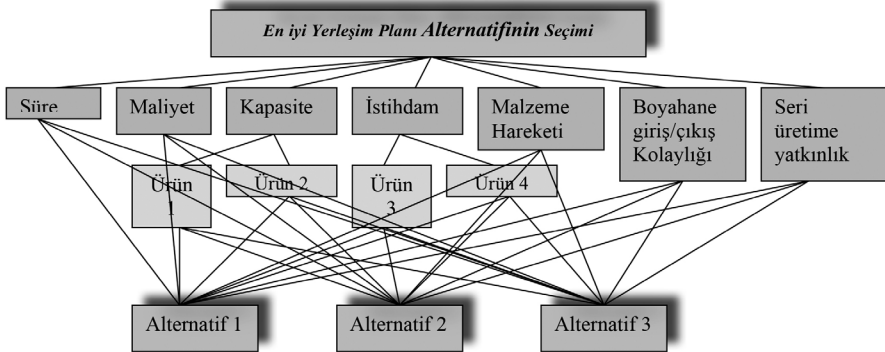 En iyi Yerleşim Planı Alternatifinin Seçimi
Süre
Maliyet
Kapasite
İstihdam
Malzeme
Hareketi
Boyahane
giriş/çıkış
Kolaylığı
Seri
üretime
yatkınlık
Ürün
1
Ürün 2
Ürün
3
Ürün 4
Alternatif 1
Alternatif 2
Alternatif 3